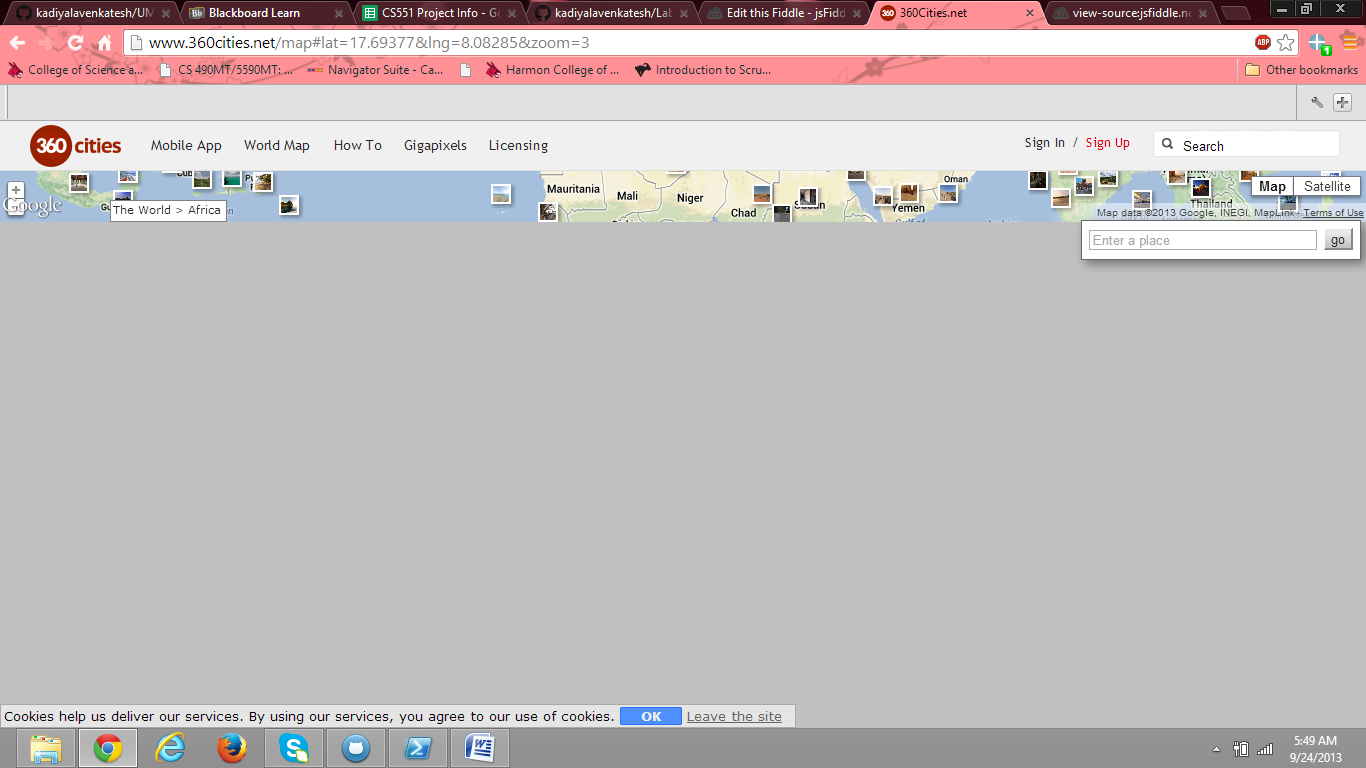 kadiyalavenkatesh/UM
Blackboard Learn
CS551 Project Info - Go
kadiyalavenkatesh/Lab
Edit this Fiddle - jsFidd
360Cities.net
view-source:jsfiddle.ne
www.360cities.net/map#lat=17.69377&lng=8.08285&zoom=3
ABP
1
College of Science a...
CS 490MT/5590MT: ...
Navigator Suite - Ca...
Harmon College of ...
Introduction to Scru...
Other bookmarks
360 cities
Mobile App
World Map
How To
Gigapixels
Licensing
Sign In / Sign Up
Search
Mauritania
Mali
Niger
Chad
Oman
Yemen
Thailand
Map
Satellite
Google
The World > Africa
Map data ©2013 Google, INEGI, MapLink - Terms of Use
Enter a place
go
Cookies help us deliver our services. By using our services, you agree to our use of cookies. OK Leave the site
5:49 AM
9/24/2013